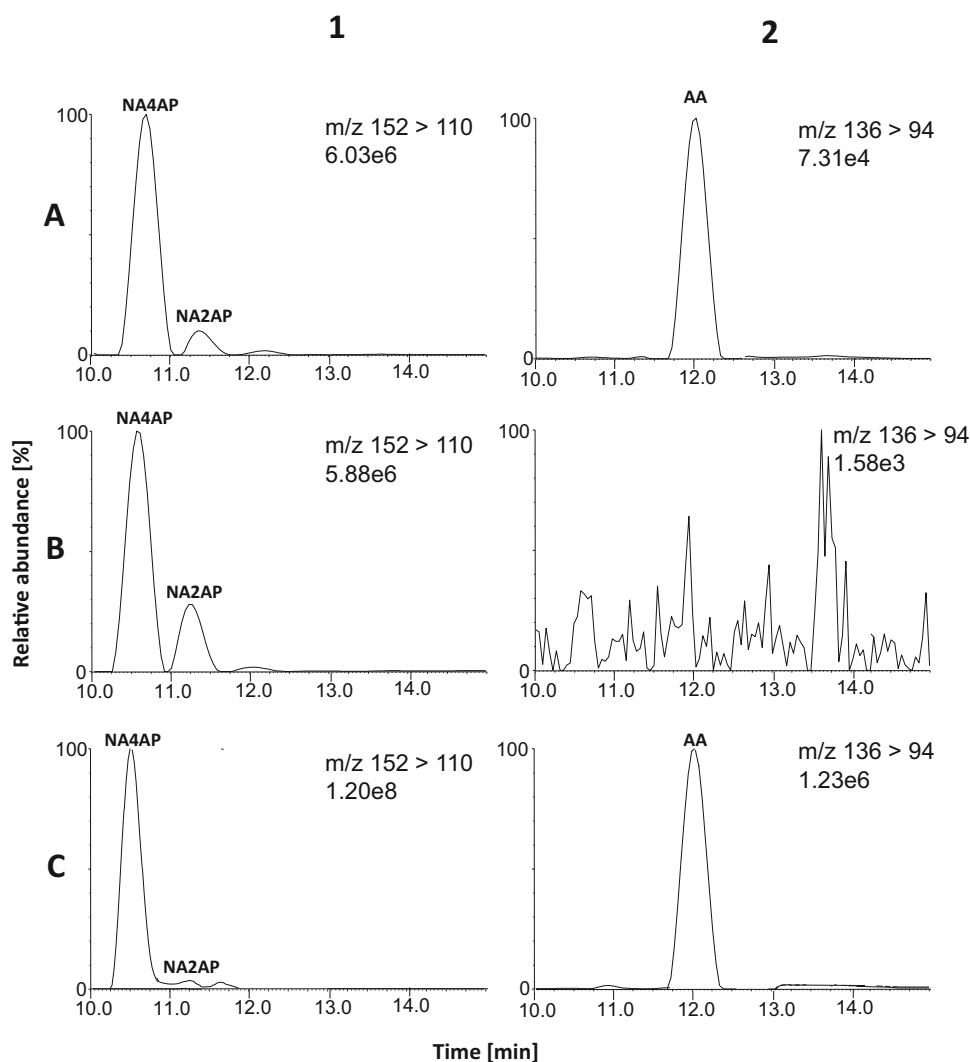 1
2
A
NA4AP
NA2AP
m/z 152 > 110
6.03e6
100
0
10.0 11.0 12.0 13.0 14.0
AA
m/z 136 > 94
7.31e4
100
0
10.0 11.0 12.0 13.0 14.0
Relative abundance [%]
B
NA4AP
NA2AP
m/z 152 > 110
5.88e6
100
0
10.0 11.0 12.0 13.0 14.0
m/z 136 > 94
1.58e3
100
0
10.0 11.0 12.0 13.0 14.0
C
NA4AP
NA2AP
m/z 152 > 110
1.20e8
100
0
10.0 11.0 12.0 13.0 14.0
AA
m/z 136 > 94
1.23e6
100
0
10.0 11.0 12.0 13.0 14.0
Time [min]